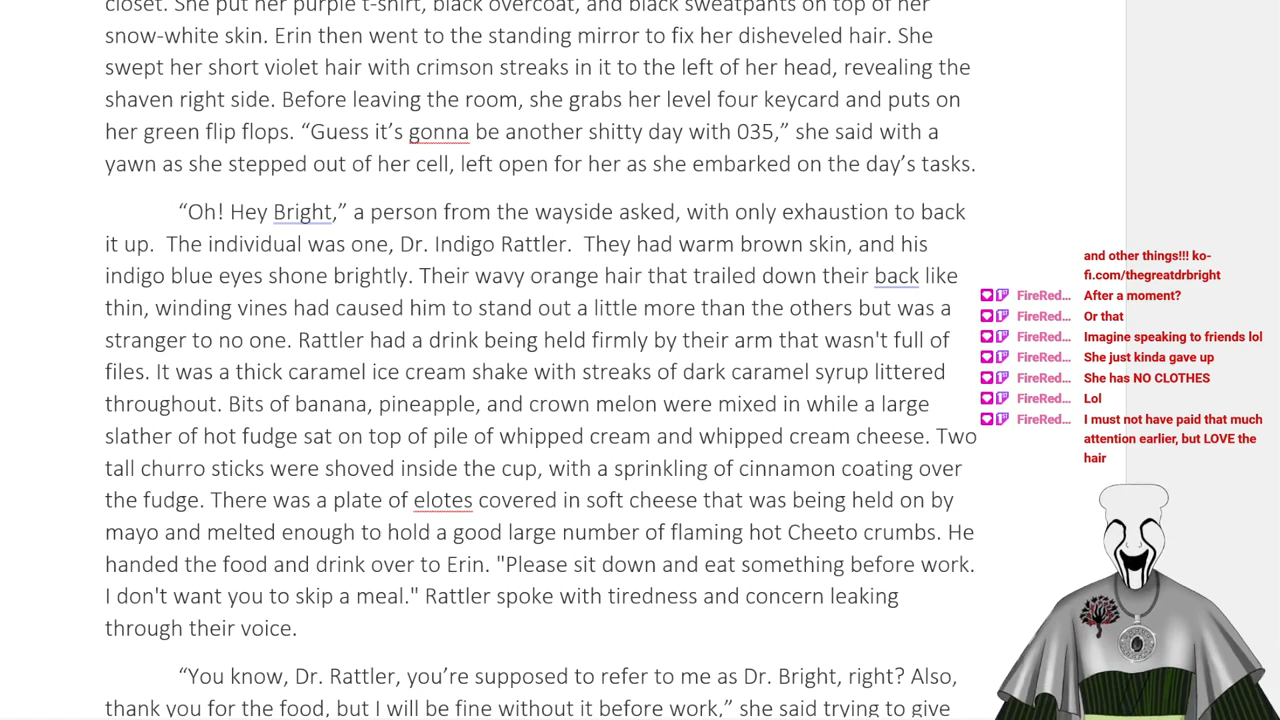 closet. She put her purple t-shirt, black overcoat, and black sweatpants on top of her
snow-white skin. Erin then went to the standing mirror to fix her disheveled hair. She
swept her short violet hair with crimson streaks in it to the left of her head, revealing the
shaven right side. Before leaving the room, she grabs her level four keycard and puts on
her green flip flops. “Guess it’s gonna be another shitty day with 035,” she said with a
yawn as she stepped out of her cell, left open for her as she embarked on the day’s tasks.
“Oh! Hey Bright,” a person from the wayside asked, with only exhaustion to back
it up.  The individual was one, Dr. Indigo Rattler.  They had warm brown skin, and his
indigo blue eyes shone brightly. Their wavy orange hair that trailed down their back like
thin, winding vines had caused him to stand out a little more than the others but was a
stranger to no one. Rattler had a drink being held firmly by their arm that wasn't full of
files. It was a thick caramel ice cream shake with streaks of dark caramel syrup littered
throughout. Bits of banana, pineapple, and crown melon were mixed in while a large
slather of hot fudge sat on top of pile of whipped cream and whipped cream cheese. Two
tall churro sticks were shoved inside the cup, with a sprinkling of cinnamon coating over
the fudge. There was a plate of elotes covered in soft cheese that was being held on by
mayo and melted enough to hold a good large number of flaming hot Cheeto crumbs. He
handed the food and drink over to Erin. "Please sit down and eat something before work.
I don't want you to skip a meal." Rattler spoke with tiredness and concern leaking
through their voice.
“You know, Dr. Rattler, you’re supposed to refer to me as Dr. Bright, right? Also,
thank you for the food, but I will be fine without it before work,” she said trying to give
and other things!!! ko-
fi.com/thegreatdrbright
FireRed... After a moment?
FireRed... Or that
FireRed... Imagine speaking to friends lol
FireRed... She just kinda gave up
FireRed... She has NO CLOTHES
FireRed... Lol
FireRed... I must not have paid that much
attention earlier, but LOVE the
hair